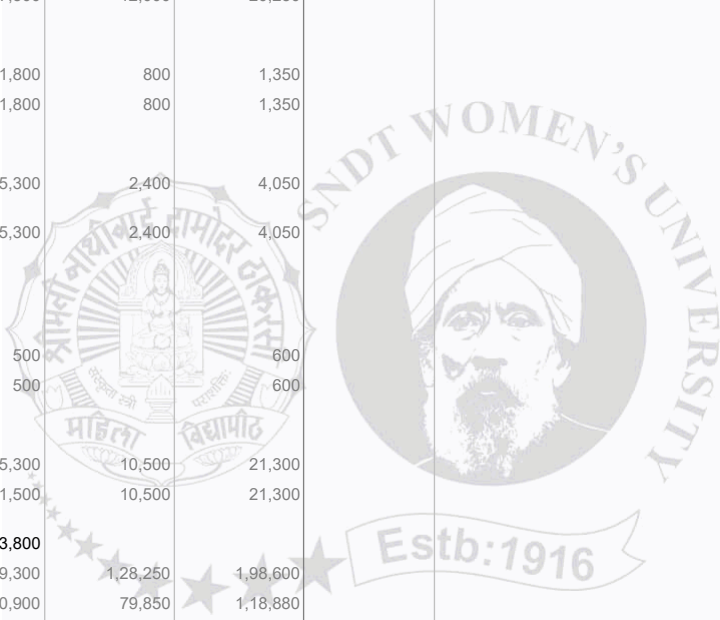 1,800 800 1,350
1,800 800 1,350
SNDT WOMEN'S UNIVERSITY
5,300 2,400 4,050
5,300 2,400 4,050
श्रीमती नाथीबाई दामोदर ठाकरसी
500 600
500 600
संस्कृता स्त्री पराशक्तिः
महिला विद्यापीठ
5,300 10,500 21,300
1,500 10,500 21,300
3,800
Estb:1916
9,300 1,28,250 1,98,600
0,900 79,850 1,18,880